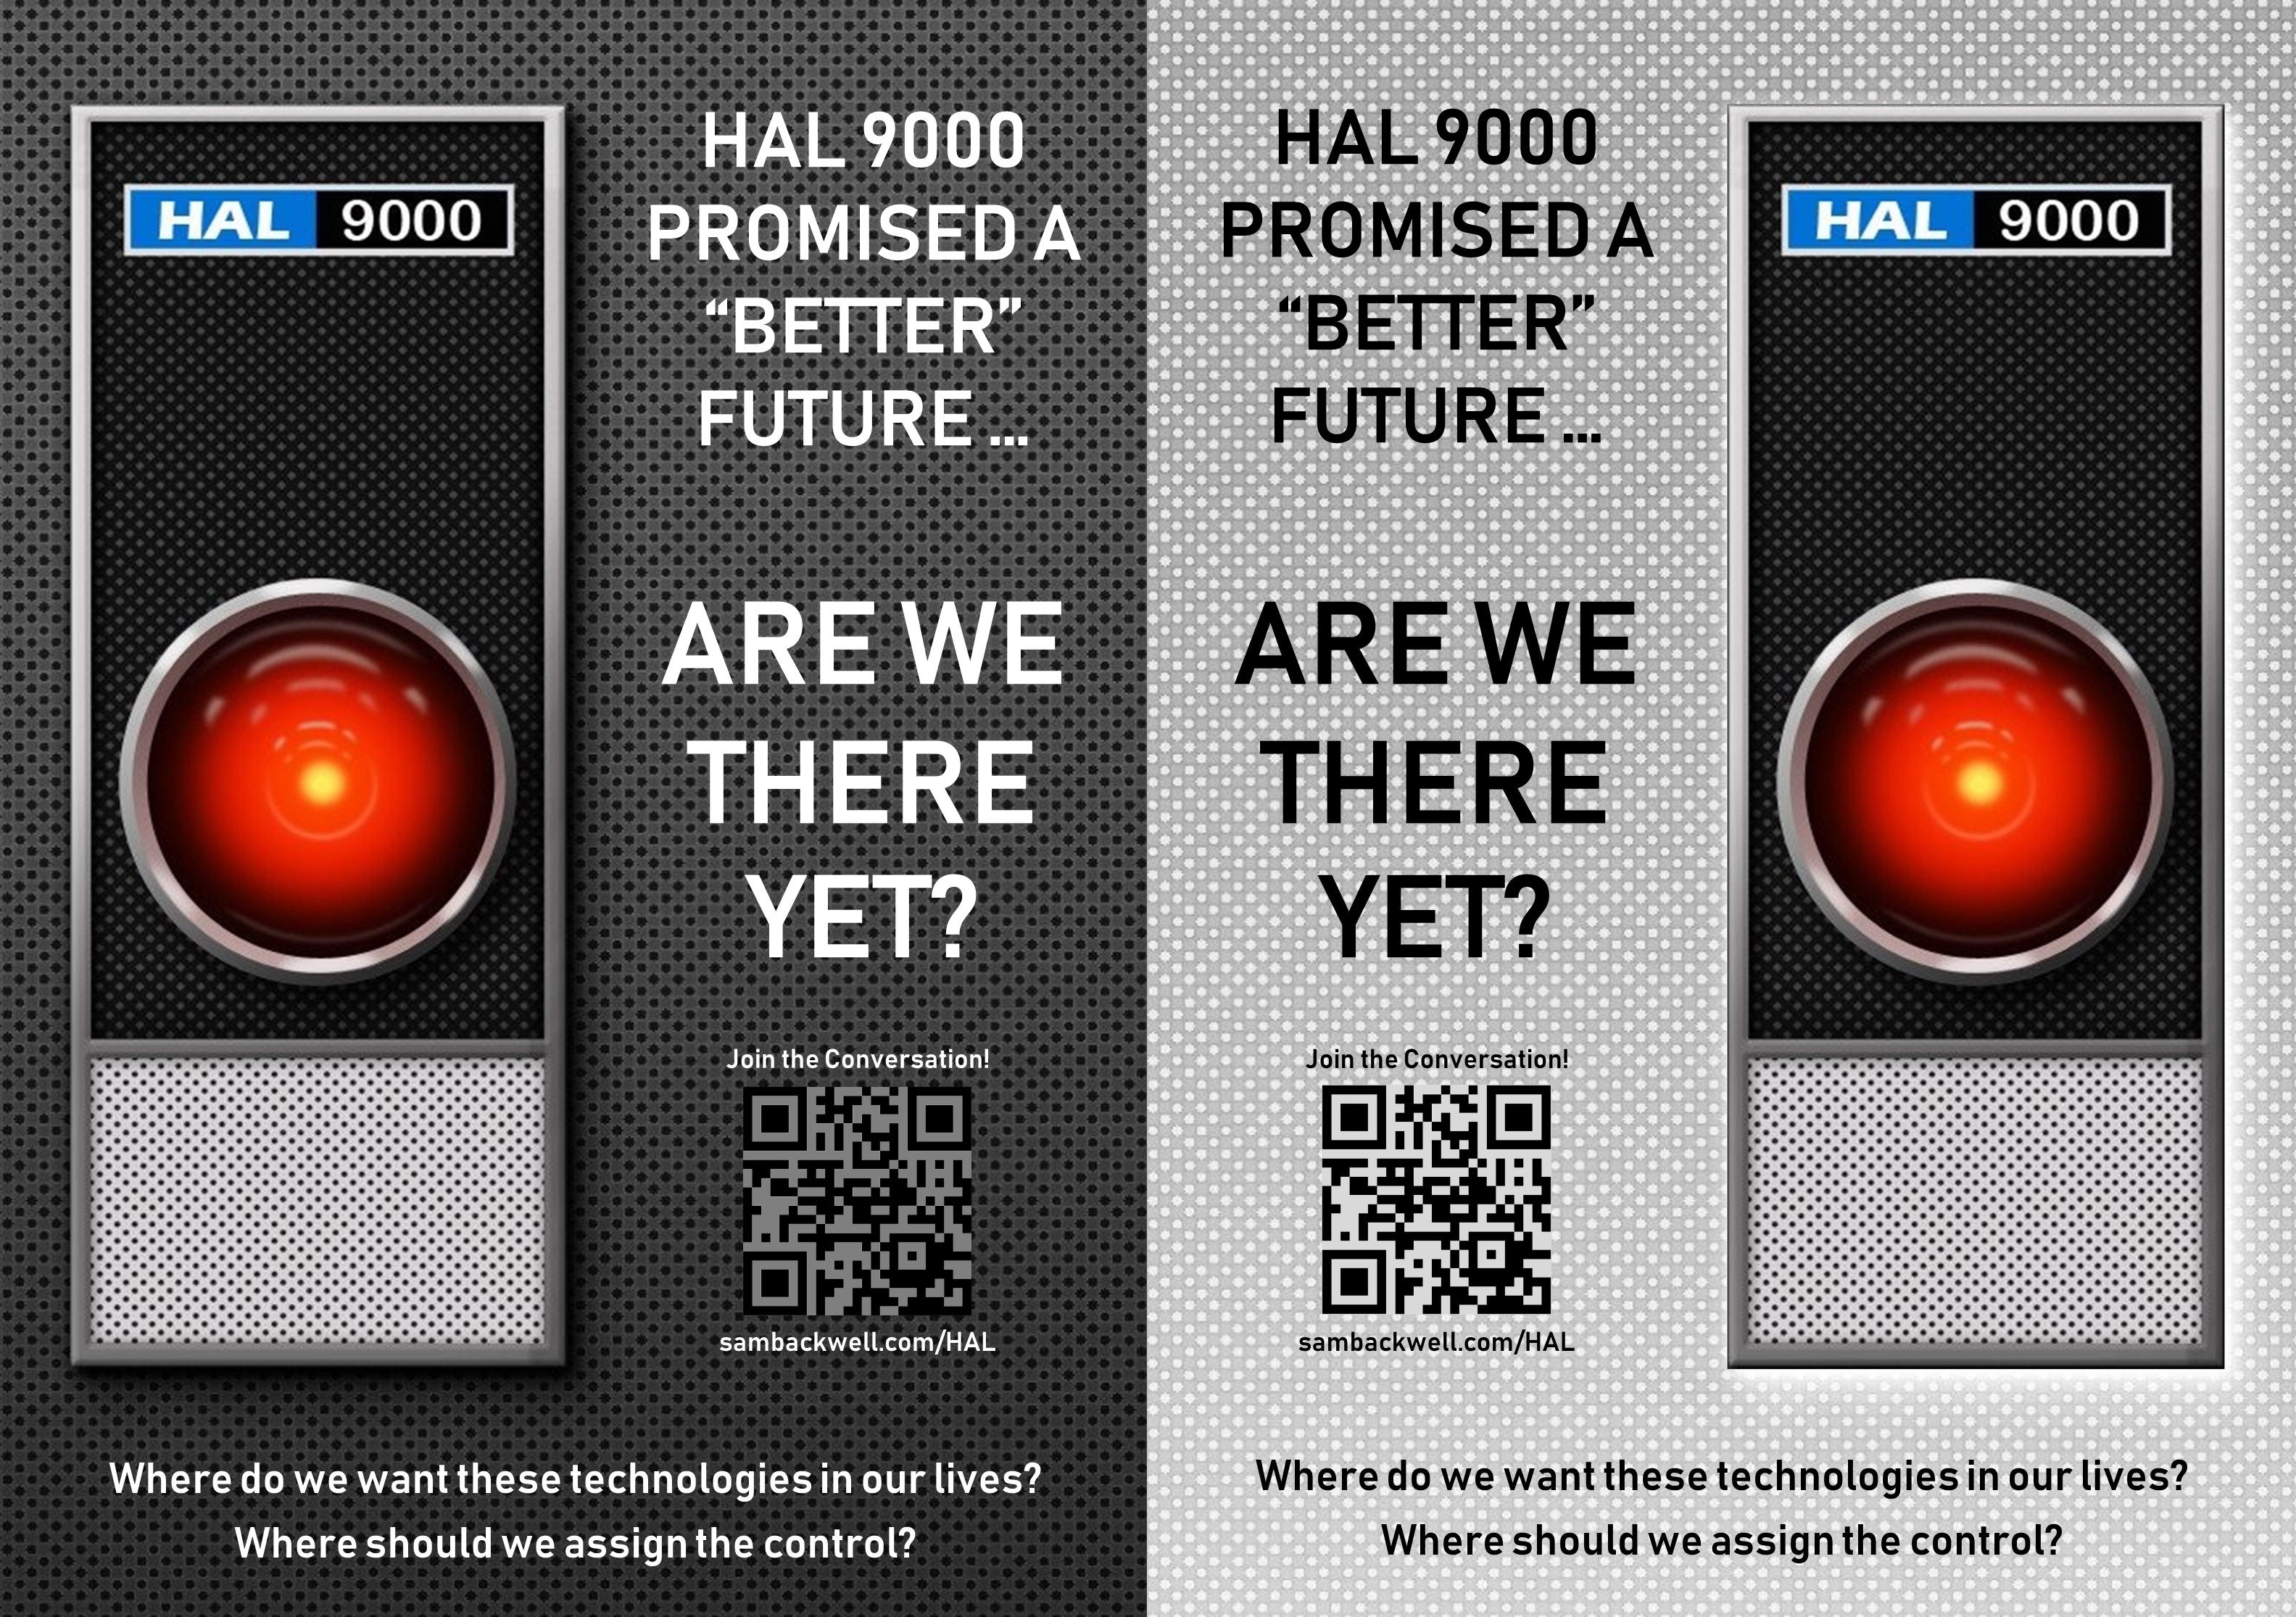 HAL 9000
HAL 9000
PROMISED A
“BETTER”
FUTURE ...
ARE WE
THERE
YET?
Join the Conversation!
sambackwell.com/HAL
Where do we want these technologies in our lives?
Where should we assign the control?
HAL 9000
PROMISED A
“BETTER”
FUTURE ...
HAL 9000
ARE WE
THERE
YET?
Join the Conversation!
sambackwell.com/HAL
Where do we want these technologies in our lives?
Where should we assign the control?